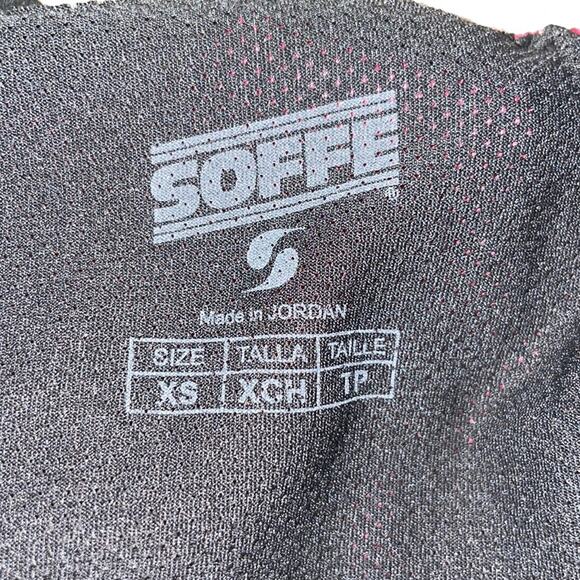 SOFFE®
Made in JORDAN
SIZE TALLA TAILLE
XS XCH TP